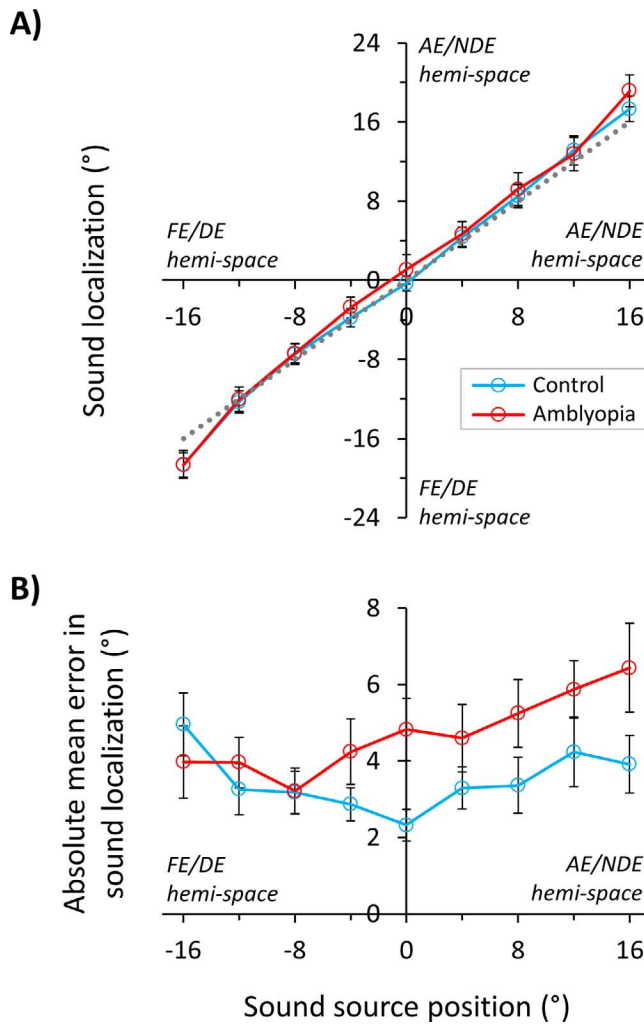 A)
24
AE/NDE
hemi-space
16
8
FE/DE
hemi-space
AE/NDE
hemi-space
0
-16
-8
0
8
16
-8
Control
Amblyopia
-16
FE/DE
hemi-space
-24
Sound localization (°)
B)
8
6
4
2
FE/DE
hemi-space
AE/NDE
hemi-space
0
-16
-8
0
8
16
Absolute mean error in
sound localization (°)
Sound source position (°)